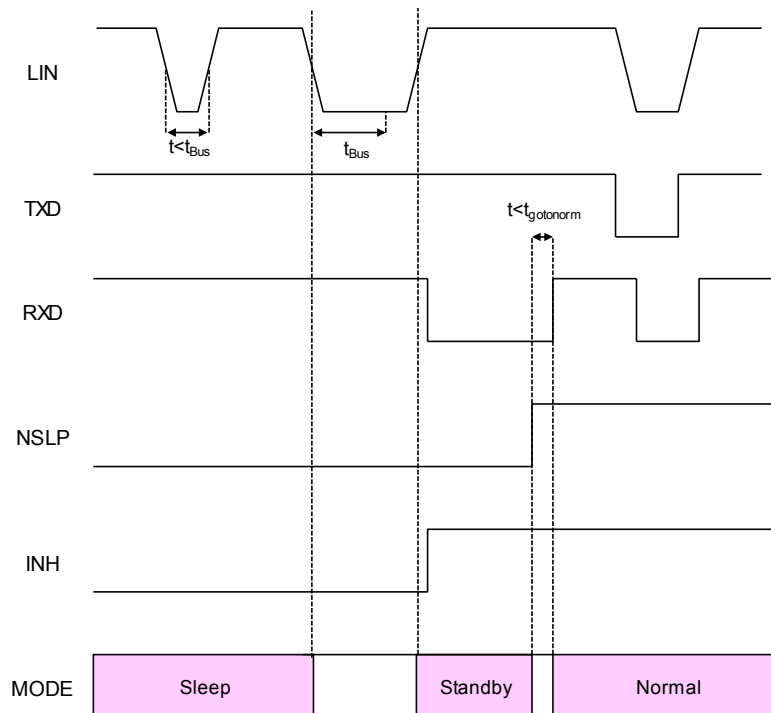 LIN
t<tBus
tBus
TXD
t<tgotonorm
RXD
NSLP
INH
MODE
Sleep
Standby
Normal